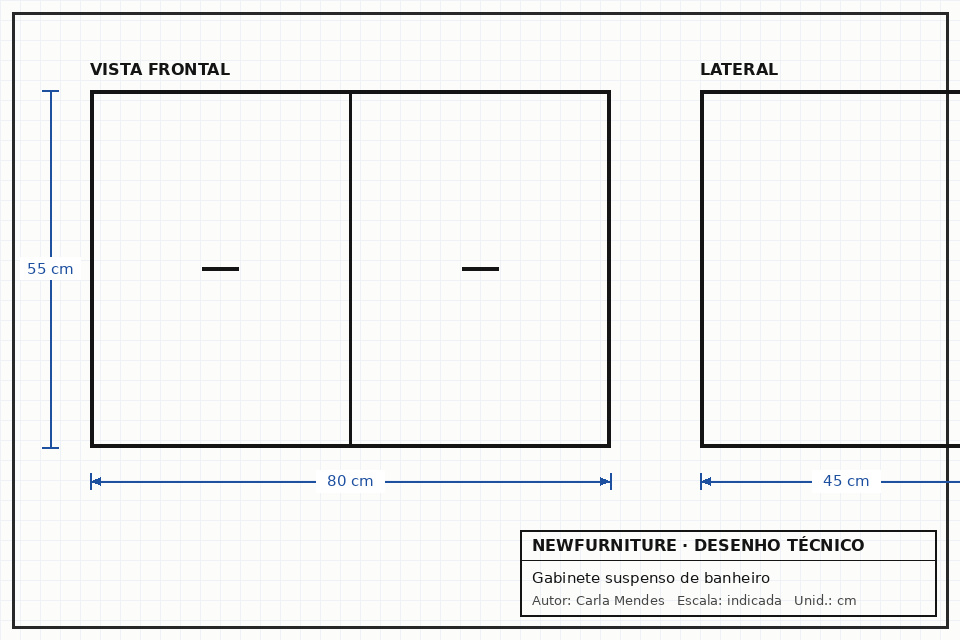 VISTA FRONTAL
LATERAL
55 cm
80 cm
45 cm
NEWFURNITURE · DESENHO TÉCNICO
Gabinete suspenso de banheiro
Autor: Carla Mendes Escala: indicada Unid.: cm